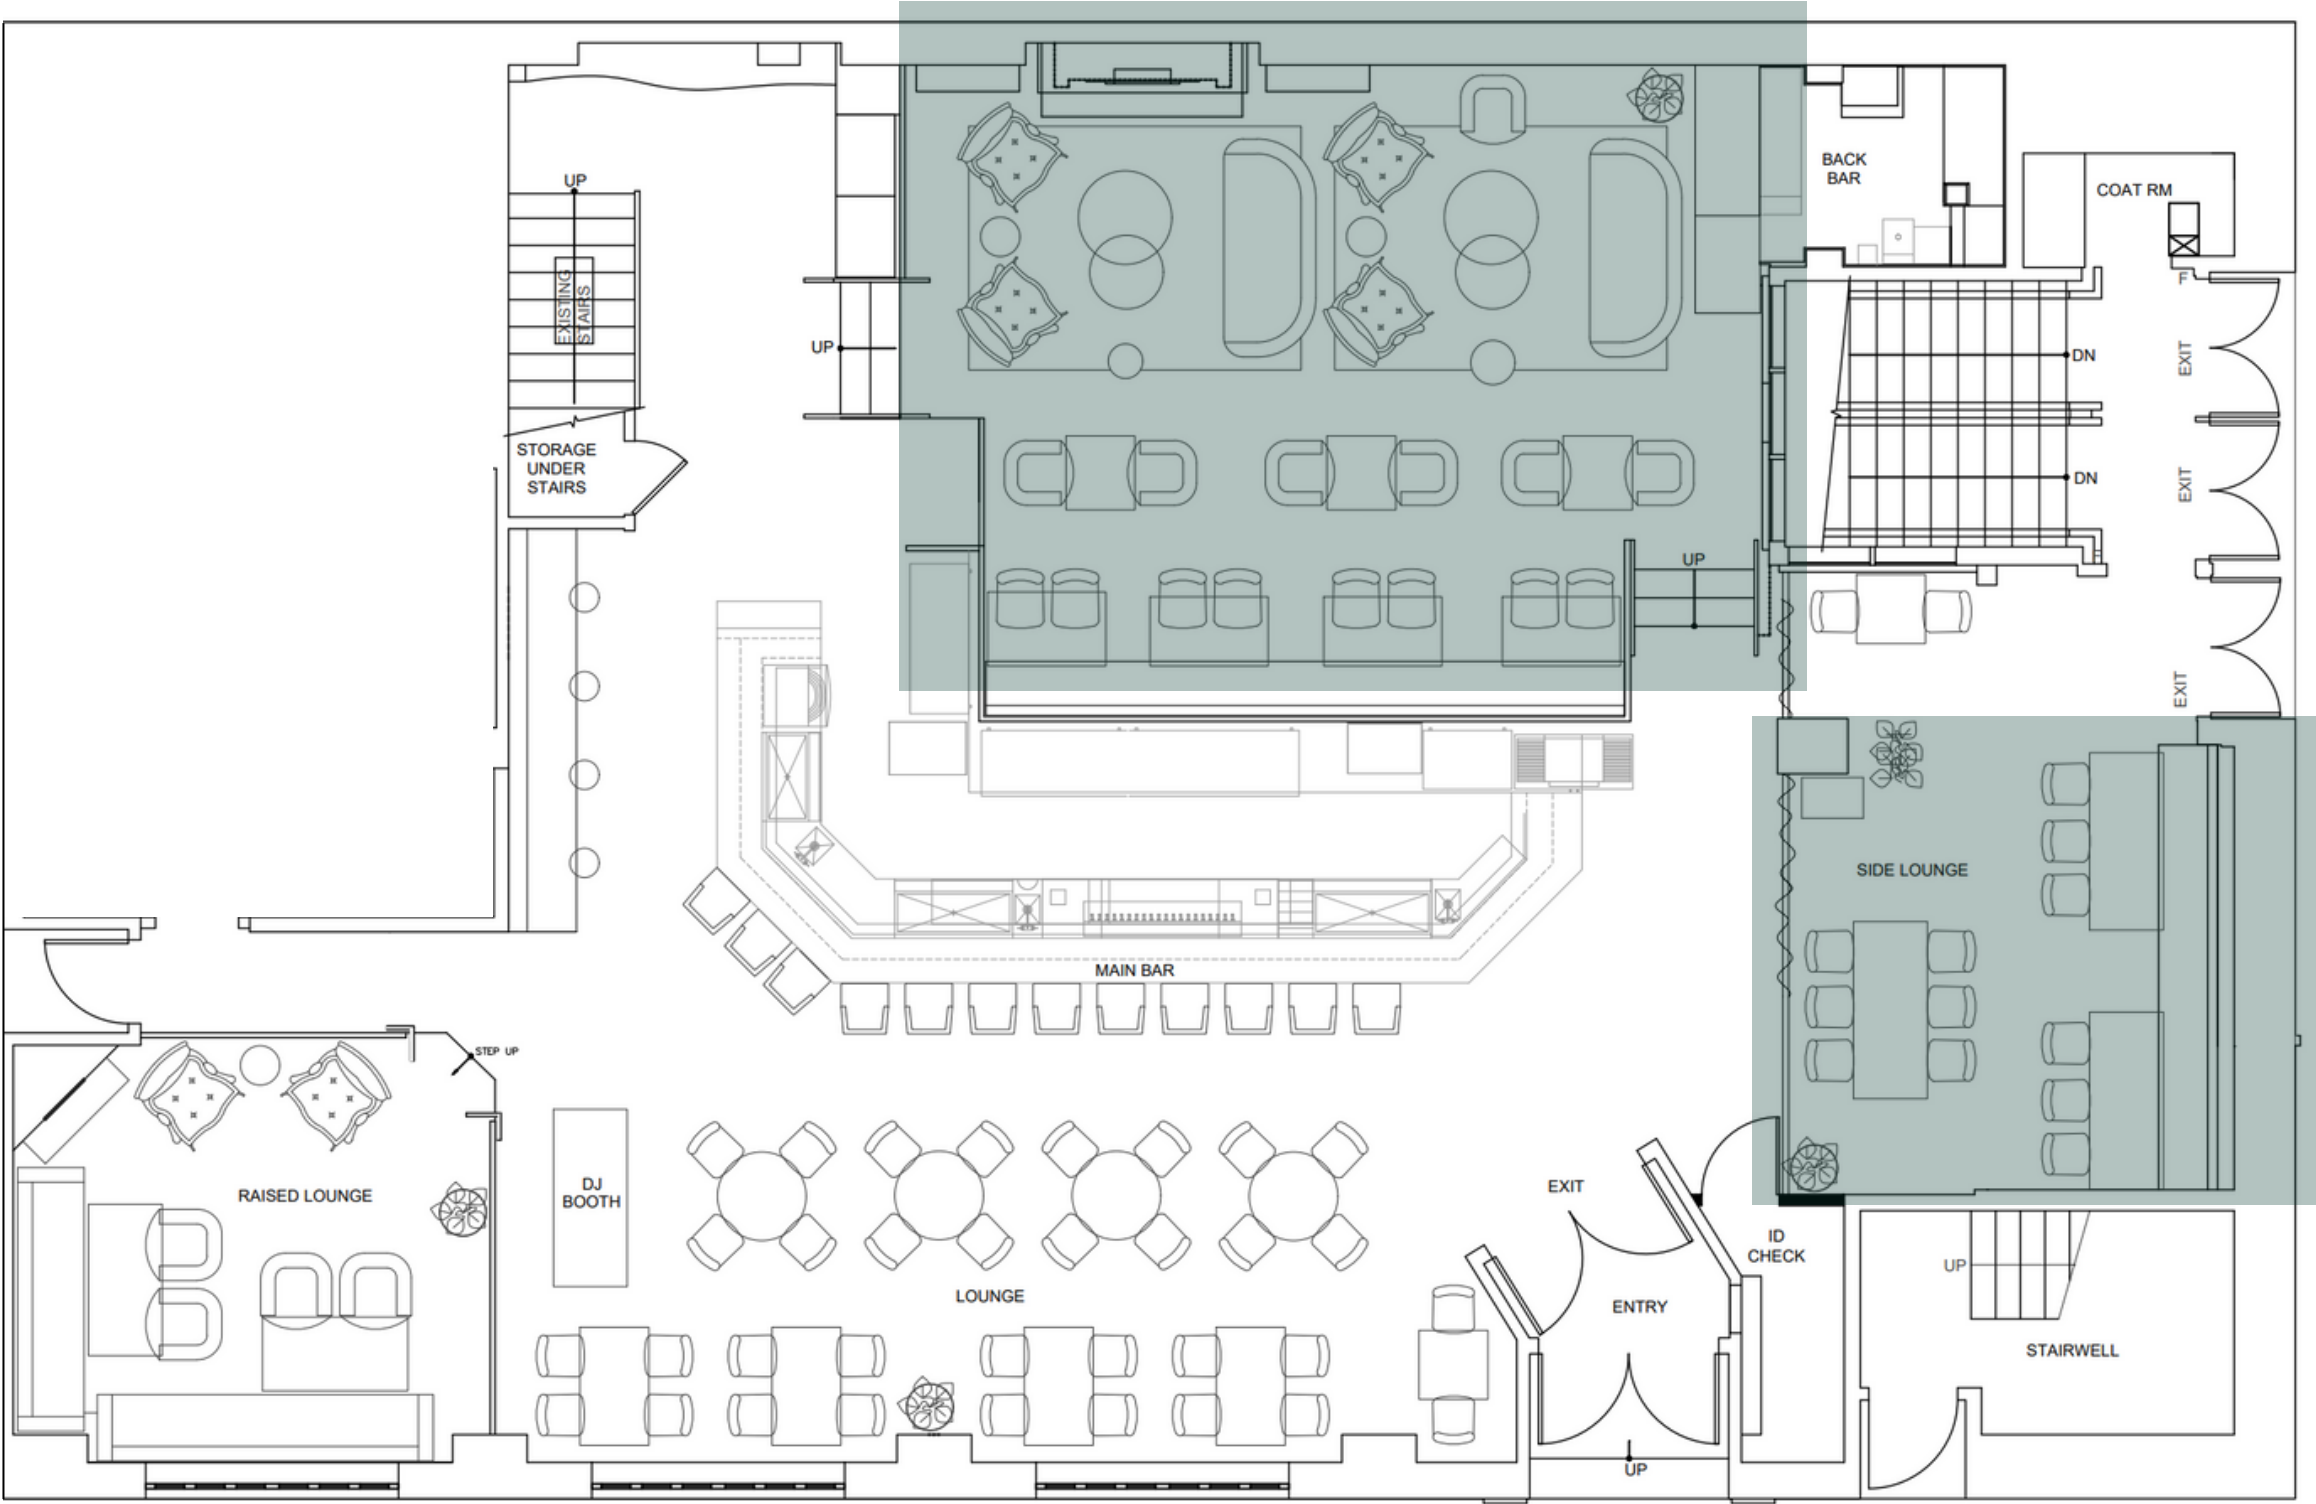 UP
EXISTING
STAIRS
UP
STORAGE
UNDER
STAIRS
BACK
BAR
COAT RM
F
EXIT
DN
EXIT
DN
UP
EXIT
SIDE LOUNGE
MAIN BAR
STEP UP
RAISED LOUNGE
DJ
BOOTH
LOUNGE
EXIT
ID
CHECK
ENTRY
UP
UP
STAIRWELL